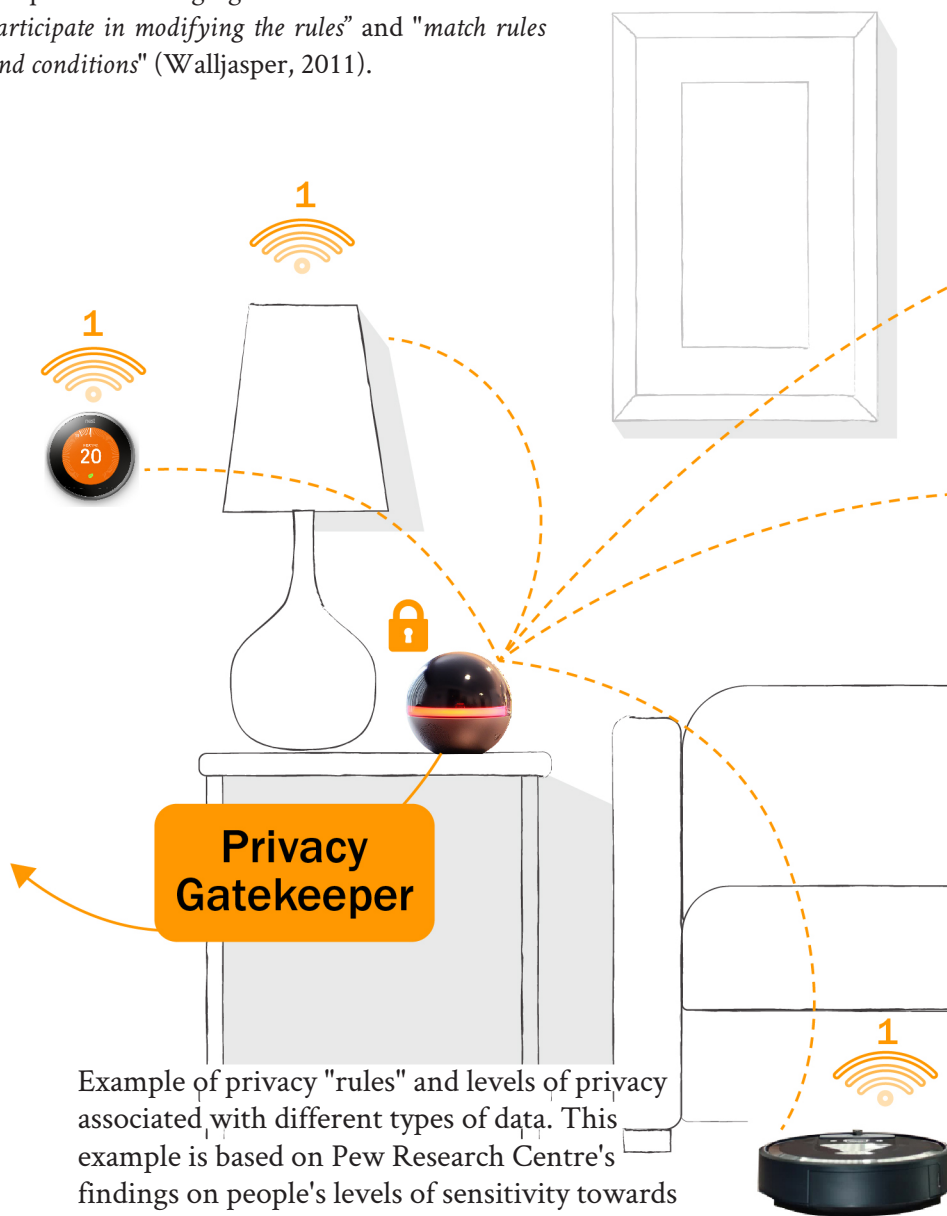 articipate in modifying the rules” and "match rules
nd conditions" (Walljasper, 2011).
1
1
20
Privacy
Gatekeeper
1
Example of privacy "rules" and levels of privacy
associated with different types of data. This
example is based on Pew Research Centre's
findings on people's levels of sensitivity towards